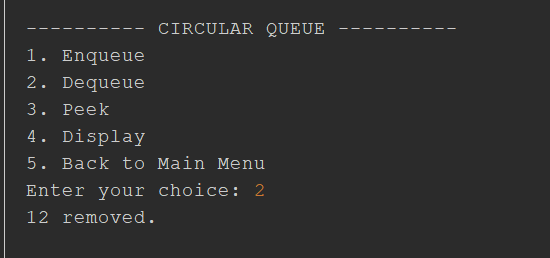 ---------- CIRCULAR QUEUE ----------
1. Enqueue
2. Dequeue
3. Peek
4. Display
5. Back to Main Menu
Enter your choice: 2
12 removed.